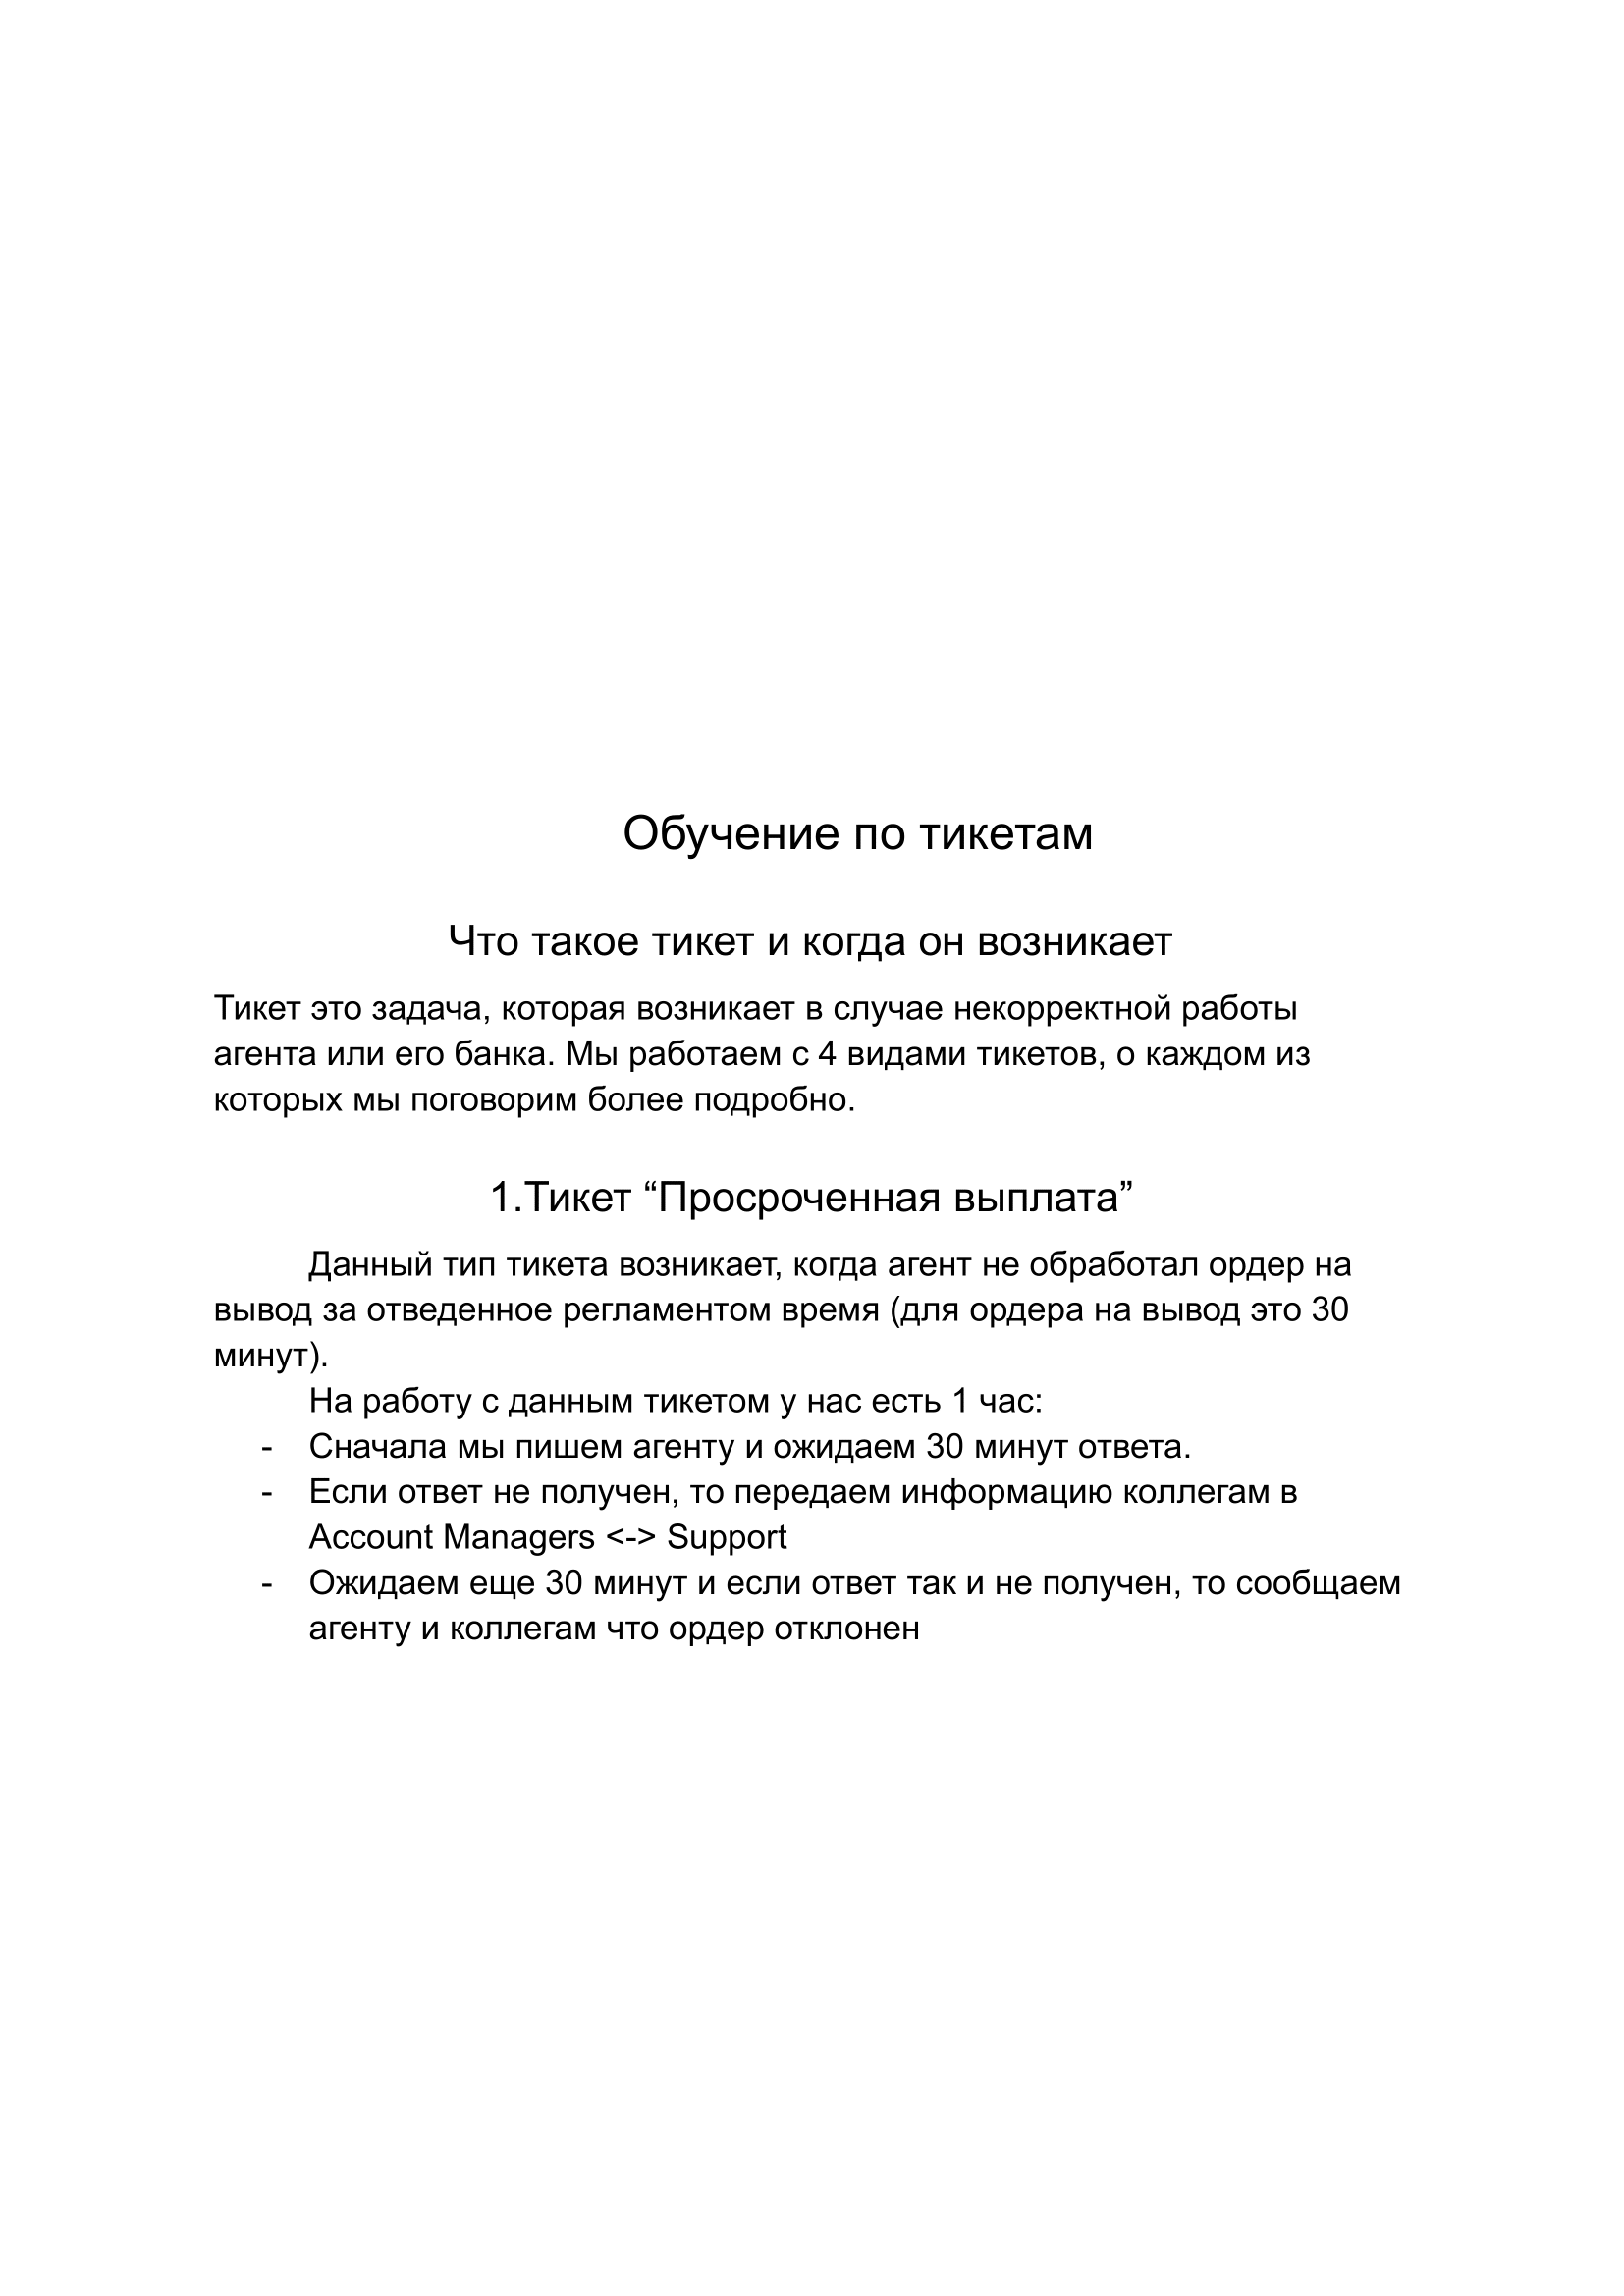 Обучение по тикетам
Что такое тикет и когда он возникает
Тикет это задача, которая возникает в случае некорректной работы
агента или его банка. Мы работаем с 4 видами тикетов, о каждом из
которых мы поговорим более подробно.
1.Тикет “Просроченная выплата”
Данный тип тикета возникает, когда агент не обработал ордер на
вывод за отведенное регламентом время (для ордера на вывод это 30
минут).
На работу с данным тикетом у нас есть 1 час:
- Сначала мы пишем агенту и ожидаем 30 минут ответа.
- Если ответ не получен, то передаем информацию коллегам в
Account Managers <-> Support
- Ожидаем еще 30 минут и если ответ так и не получен, то сообщаем
агенту и коллегам что ордер отклонен